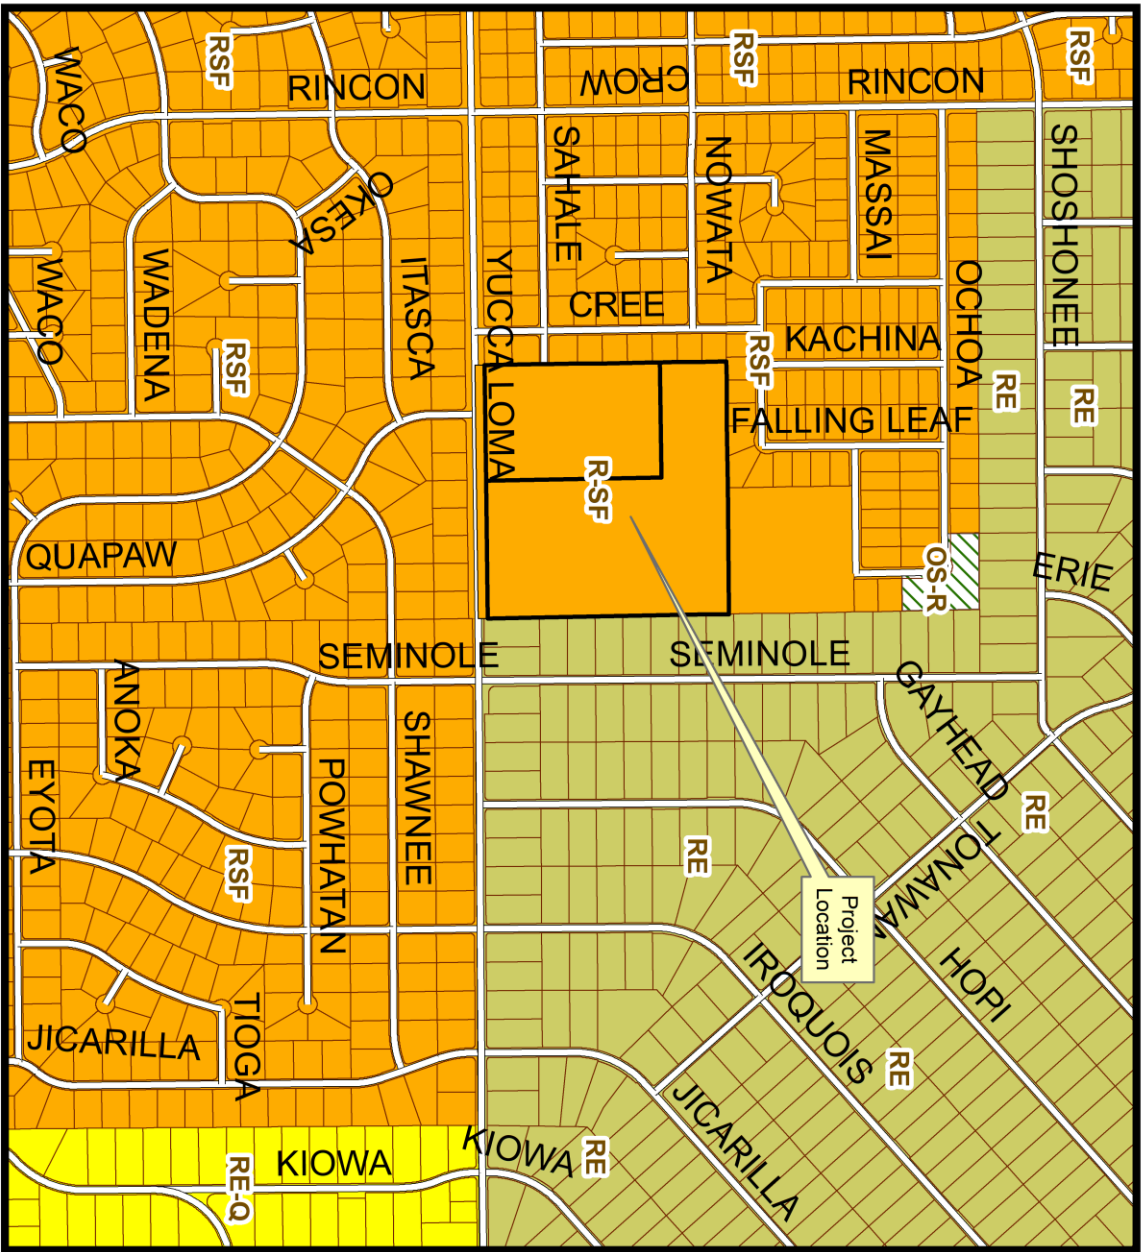 RSF
RINCON
WACO
CROW
RSF
RINCON
RSF
SAHALE
NOWATA
MASSAI
SHOSHONEE
OKESA
WACO
WADENA
ITASCA
YUCCA LOMA
CREE
OCHOA
KACHINA
RSF
RSF
RE
RE
FALLING LEAF
R-SF
QUAPAW
OS-R
ERIE
SEMINOLE
SEMINOLE
ANOKA
GAYHEAD
SHAWNEE
POWHATAN
EYOTA
RSF
RE
RE
TONAWA
Project
Location
HOPI
IROQUOIS
TIOGA
JICARILLA
RE
JICARILLA
KIOWA
KIOWA
RE
RE-Q